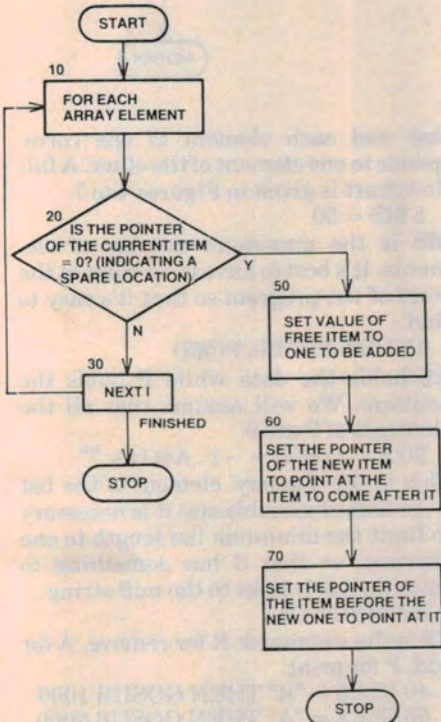 START
10
FOR EACH
ARRAY ELEMENT
20
IS THE POINTER
OF THE CURRENT ITEM
= 0? (INDICATING A
SPARE LOCATION)
Y
N
30
NEXT I
FINISHED
STOP
50
SET VALUE OF
FREE ITEM TO
ONE TO BE ADDED
60
SET THE POINTER
OF THE NEW ITEM
TO POINT AT THE
ITEM TO COME AFTER IT
70
SET THE POINTER OF
THE ITEM BEFORE THE
NEW ONE TO POINT AT IT
STOP